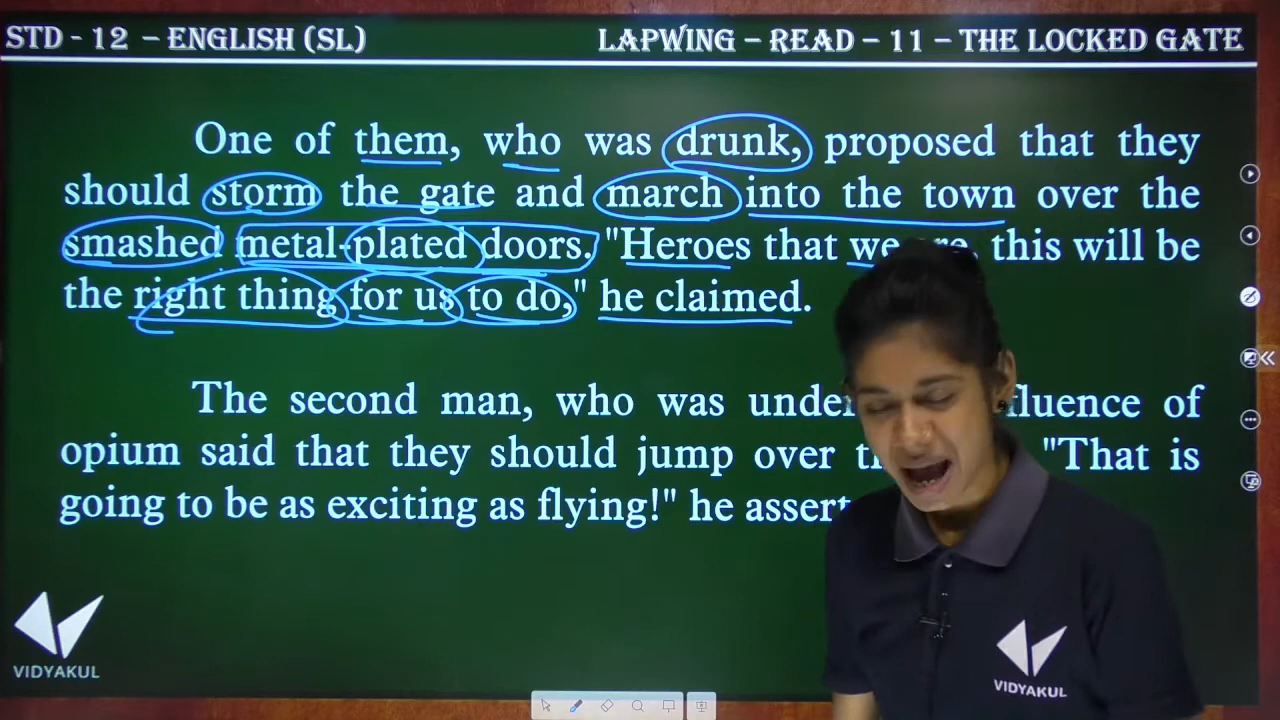 STD - 12 – ENGLISH (SL)
LAPWING – READ – 11 – THE LOCKED GATE
One of them, who was drunk, proposed that they
should storm the gate and march into the town over the
smashed metal-plated doors. "Heroes that we are, this will be
the right thing for us to do," he claimed.
The second man, who was under fluence of
opium said that they should jump over "That is
going to be as exciting as flying!" he assert
VIDYAKUL
VIDYAKUL